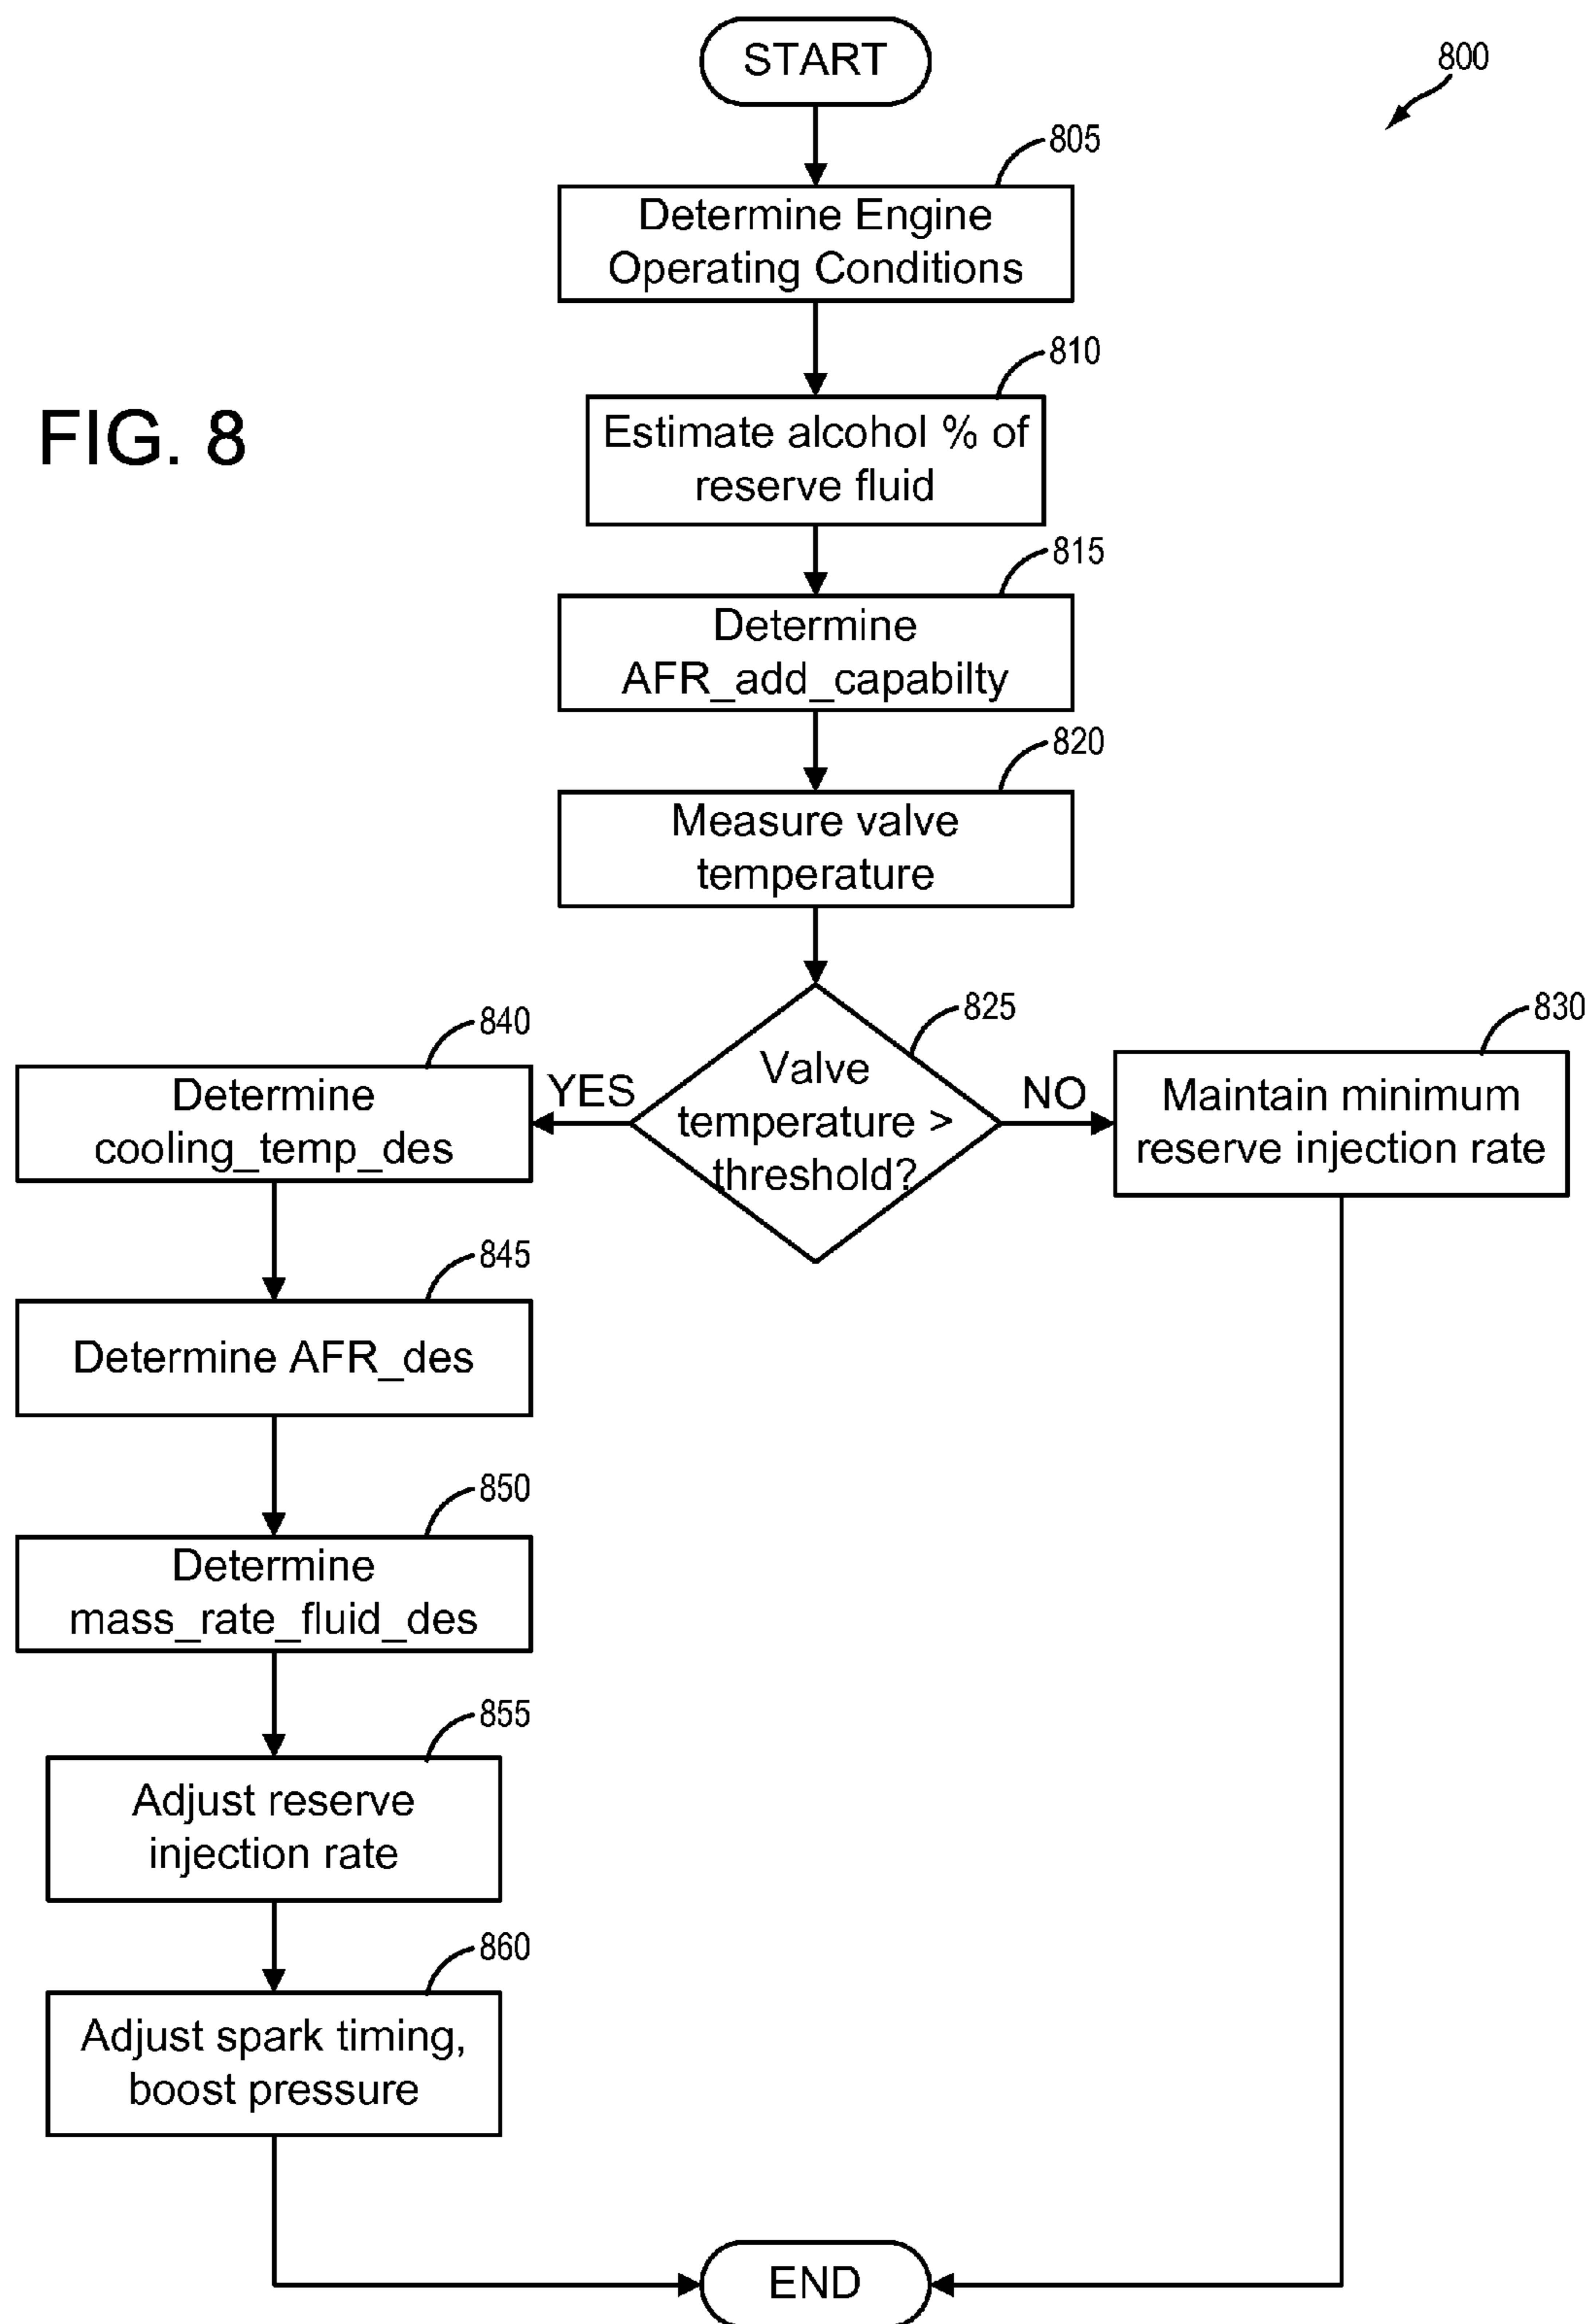 START
800
805
Determine Engine
Operating Conditions
810
FIG. 8
Estimate alcohol % of
reserve fluid
815
Determine
AFR_add_capabilty
820
Measure valve
temperature
825
Valve
temperature >
threshold?
YES
NO
830
Maintain minimum
reserve injection rate
840
Determine
cooling_temp_des
845
Determine AFR_des
850
Determine
mass_rate_fluid_des
855
Adjust reserve
injection rate
860
Adjust spark timing,
boost pressure
END